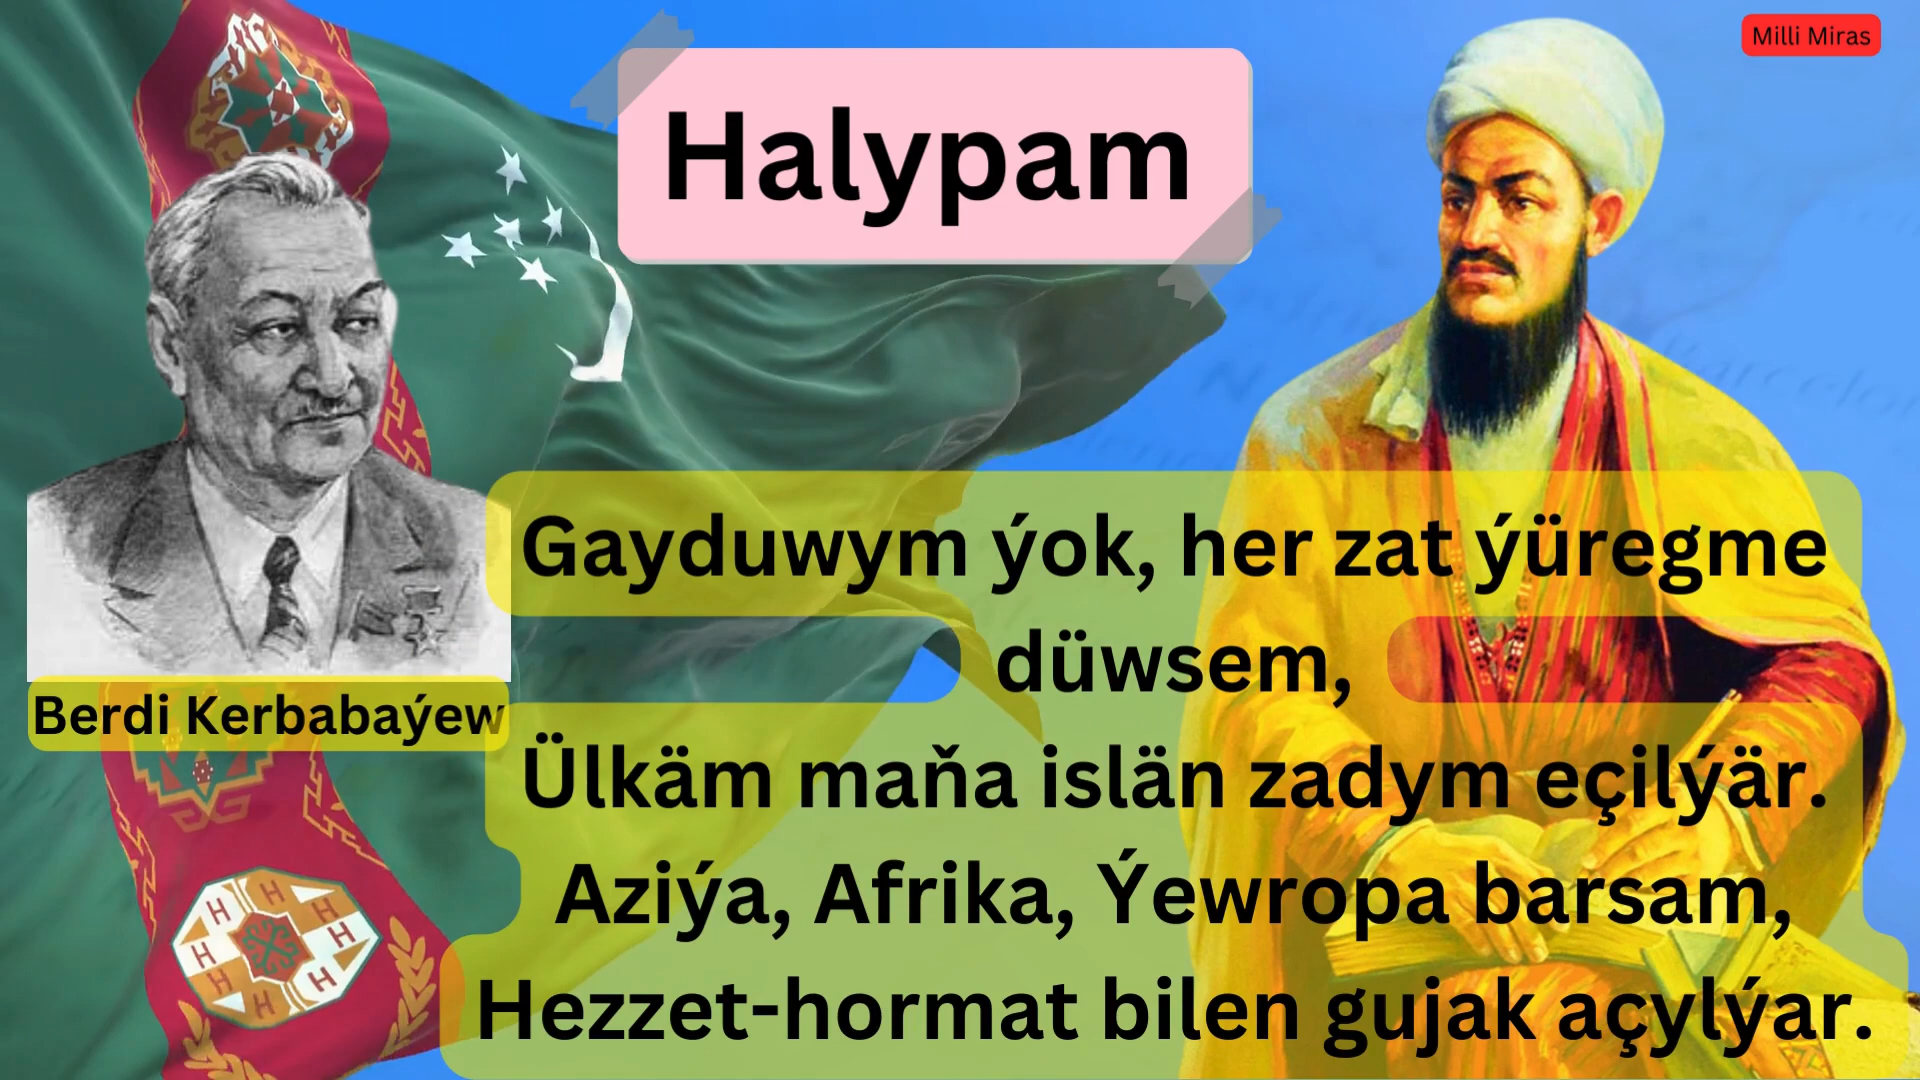 Milli Miras
Halypam
Gayduwym ýok, her zat ýüregme
düwsem,
Ülkäm maňa islän zadym eçilýär.
Aziýa, Afrika, Ýewropa barsam,
Hezzet-hormat bilen gujak açylýar.
Berdi Kerbabaýew